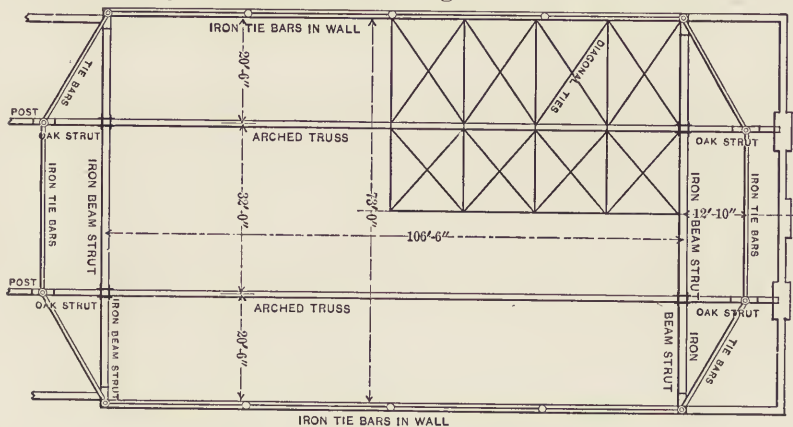 IRON TIE BARS IN WALL
TIE BARS
20'-6"
DIAGONAL TIES
POST
OAK STRUT
ARCHED TRUSS
OAK STRUT
IRON TIE BARS
IRON BEAM STRUT
32'-0"
73'-0"
106'-6"
12'-10"
IRON BEAM STRUT
IRON TIE BARS
POST
OAK STRUT
ARCHED TRUSS
OAK STRUT
IRON BEAM STRUT
20'-6"
IRON BEAM STRUT
TIE BARS
IRON TIE BARS IN WALL